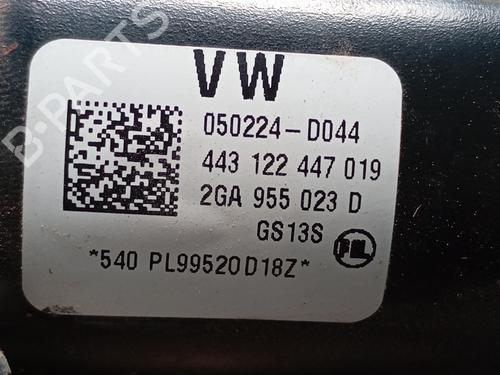 B-PARTS
VW
050224-D044
443 122 447 019
2GA 955 023 D
GS13S
*540 PL99520D18Z*